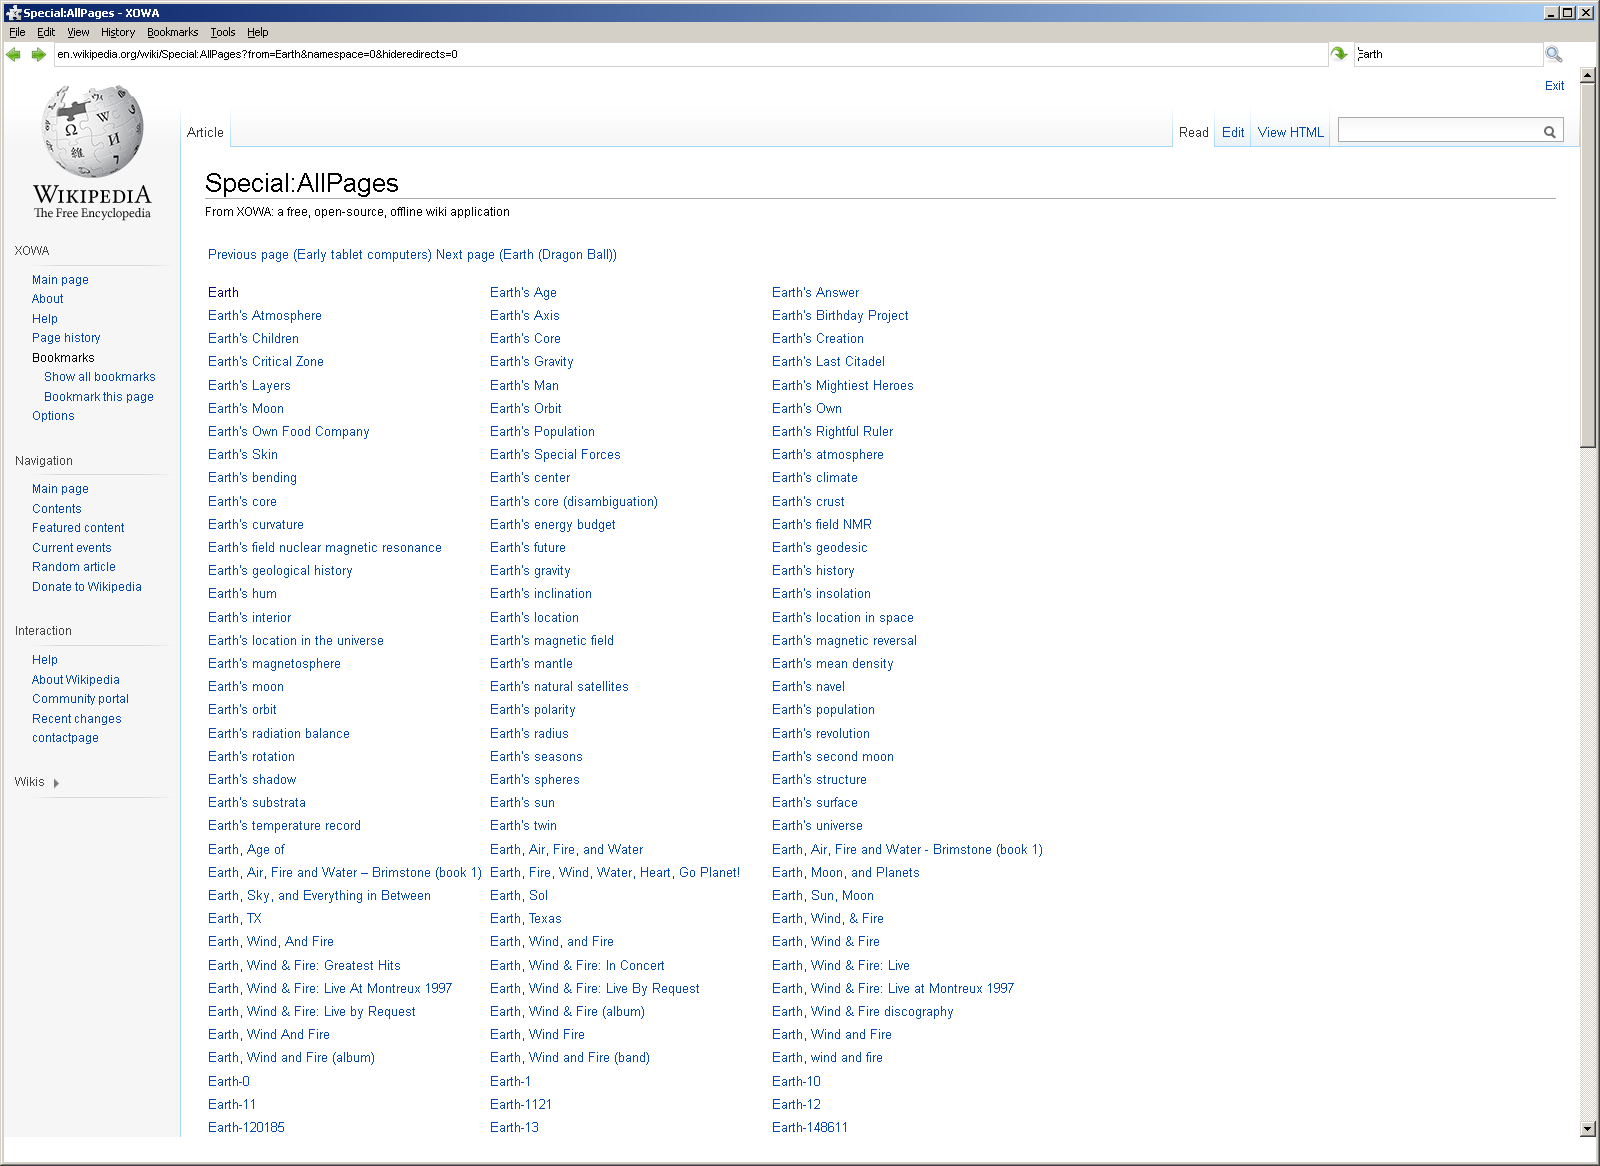 Special:AllPages - XOWA
File Edit View History Bookmarks Tools Help
en.wikipedia.org/wiki/Special:AllPages?from=Earth&namespace=0&hideredirects=0
Earth
Exit
Ω W И 維
WIKIPEDIA
The Free Encyclopedia
XOWA
Main page
About
Help
Page history
Bookmarks
Show all bookmarks
Bookmark this page
Options
Navigation
Main page
Contents
Featured content
Current events
Random article
Donate to Wikipedia
Interaction
Help
About Wikipedia
Community portal
Recent changes
contactpage
Wikis
Article Read Edit View HTML
Special:AllPages
From XOWA: a free, open-source, offline wiki application
Previous page (Early tablet computers) Next page (Earth (Dragon Ball))
Earth Earth's Age Earth's Answer
Earth's Atmosphere Earth's Axis Earth's Birthday Project
Earth's Children Earth's Core Earth's Creation
Earth's Critical Zone Earth's Gravity Earth's Last Citadel
Earth's Layers Earth's Man Earth's Mightiest Heroes
Earth's Moon Earth's Orbit Earth's Own
Earth's Own Food Company Earth's Population Earth's Rightful Ruler
Earth's Skin Earth's Special Forces Earth's atmosphere
Earth's bending Earth's center Earth's climate
Earth's core Earth's core (disambiguation) Earth's crust
Earth's curvature Earth's energy budget Earth's field NMR
Earth's field nuclear magnetic resonance Earth's future Earth's geodesic
Earth's geological history Earth's gravity Earth's history
Earth's hum Earth's inclination Earth's insolation
Earth's interior Earth's location Earth's location in space
Earth's location in the universe Earth's magnetic field Earth's magnetic reversal
Earth's magnetosphere Earth's mantle Earth's mean density
Earth's moon Earth's natural satellites Earth's navel
Earth's orbit Earth's polarity Earth's population
Earth's radiation balance Earth's radius Earth's revolution
Earth's rotation Earth's seasons Earth's second moon
Earth's shadow Earth's spheres Earth's structure
Earth's substrata Earth's sun Earth's surface
Earth's temperature record Earth's twin Earth's universe
Earth, Age of Earth, Air, Fire, and Water Earth, Air, Fire and Water - Brimstone (book 1)
Earth, Air, Fire and Water – Brimstone (book 1) Earth, Fire, Wind, Water, Heart, Go Planet! Earth, Moon, and Planets
Earth, Sky, and Everything in Between Earth, Sol Earth, Sun, Moon
Earth, TX Earth, Texas Earth, Wind, & Fire
Earth, Wind, And Fire Earth, Wind, and Fire Earth, Wind & Fire
Earth, Wind & Fire: Greatest Hits Earth, Wind & Fire: In Concert Earth, Wind & Fire: Live
Earth, Wind & Fire: Live At Montreux 1997 Earth, Wind & Fire: Live By Request Earth, Wind & Fire: Live at Montreux 1997
Earth, Wind & Fire: Live by Request Earth, Wind & Fire (album) Earth, Wind & Fire discography
Earth, Wind And Fire Earth, Wind Fire Earth, Wind and Fire
Earth, Wind and Fire (album) Earth, Wind and Fire (band) Earth, wind and fire
Earth-0 Earth-1 Earth-10
Earth-11 Earth-1121 Earth-12
Earth-120185 Earth-13 Earth-148611